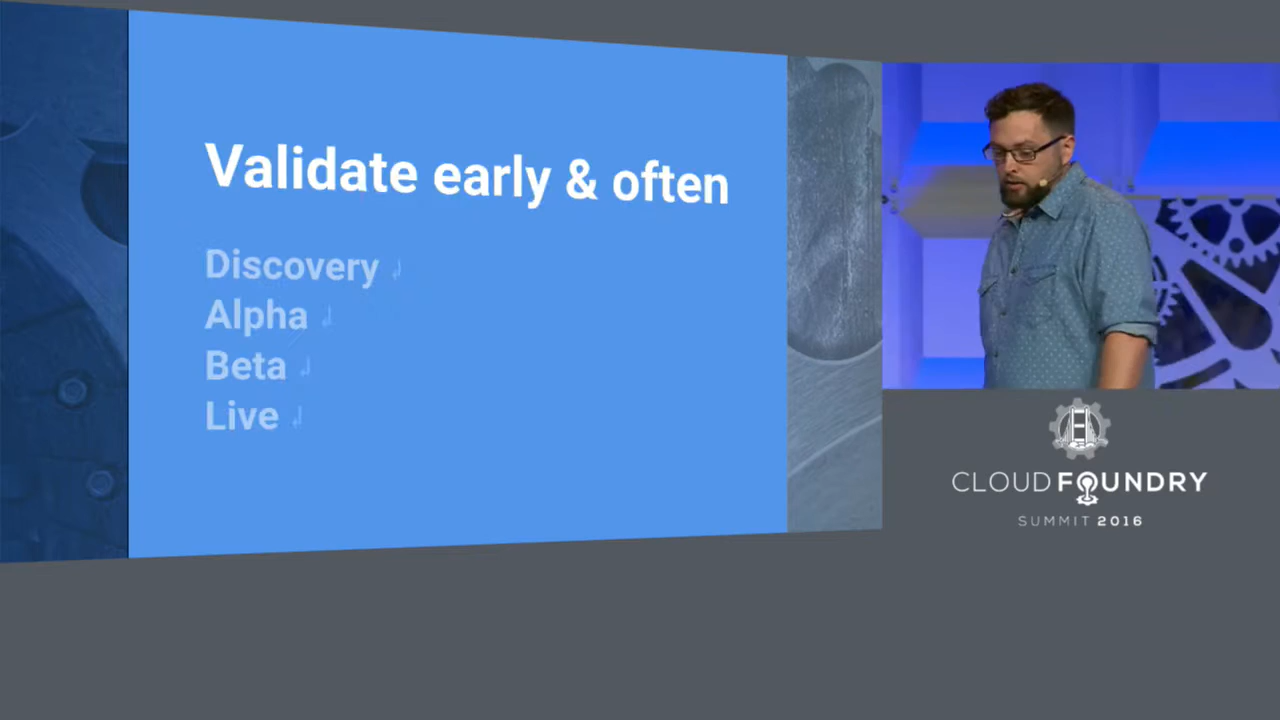 Validate early & often
Discovery ↲
Alpha ↲
Beta ↲
Live ↲
CLOUD FOUNDRY
SUMMIT 2016